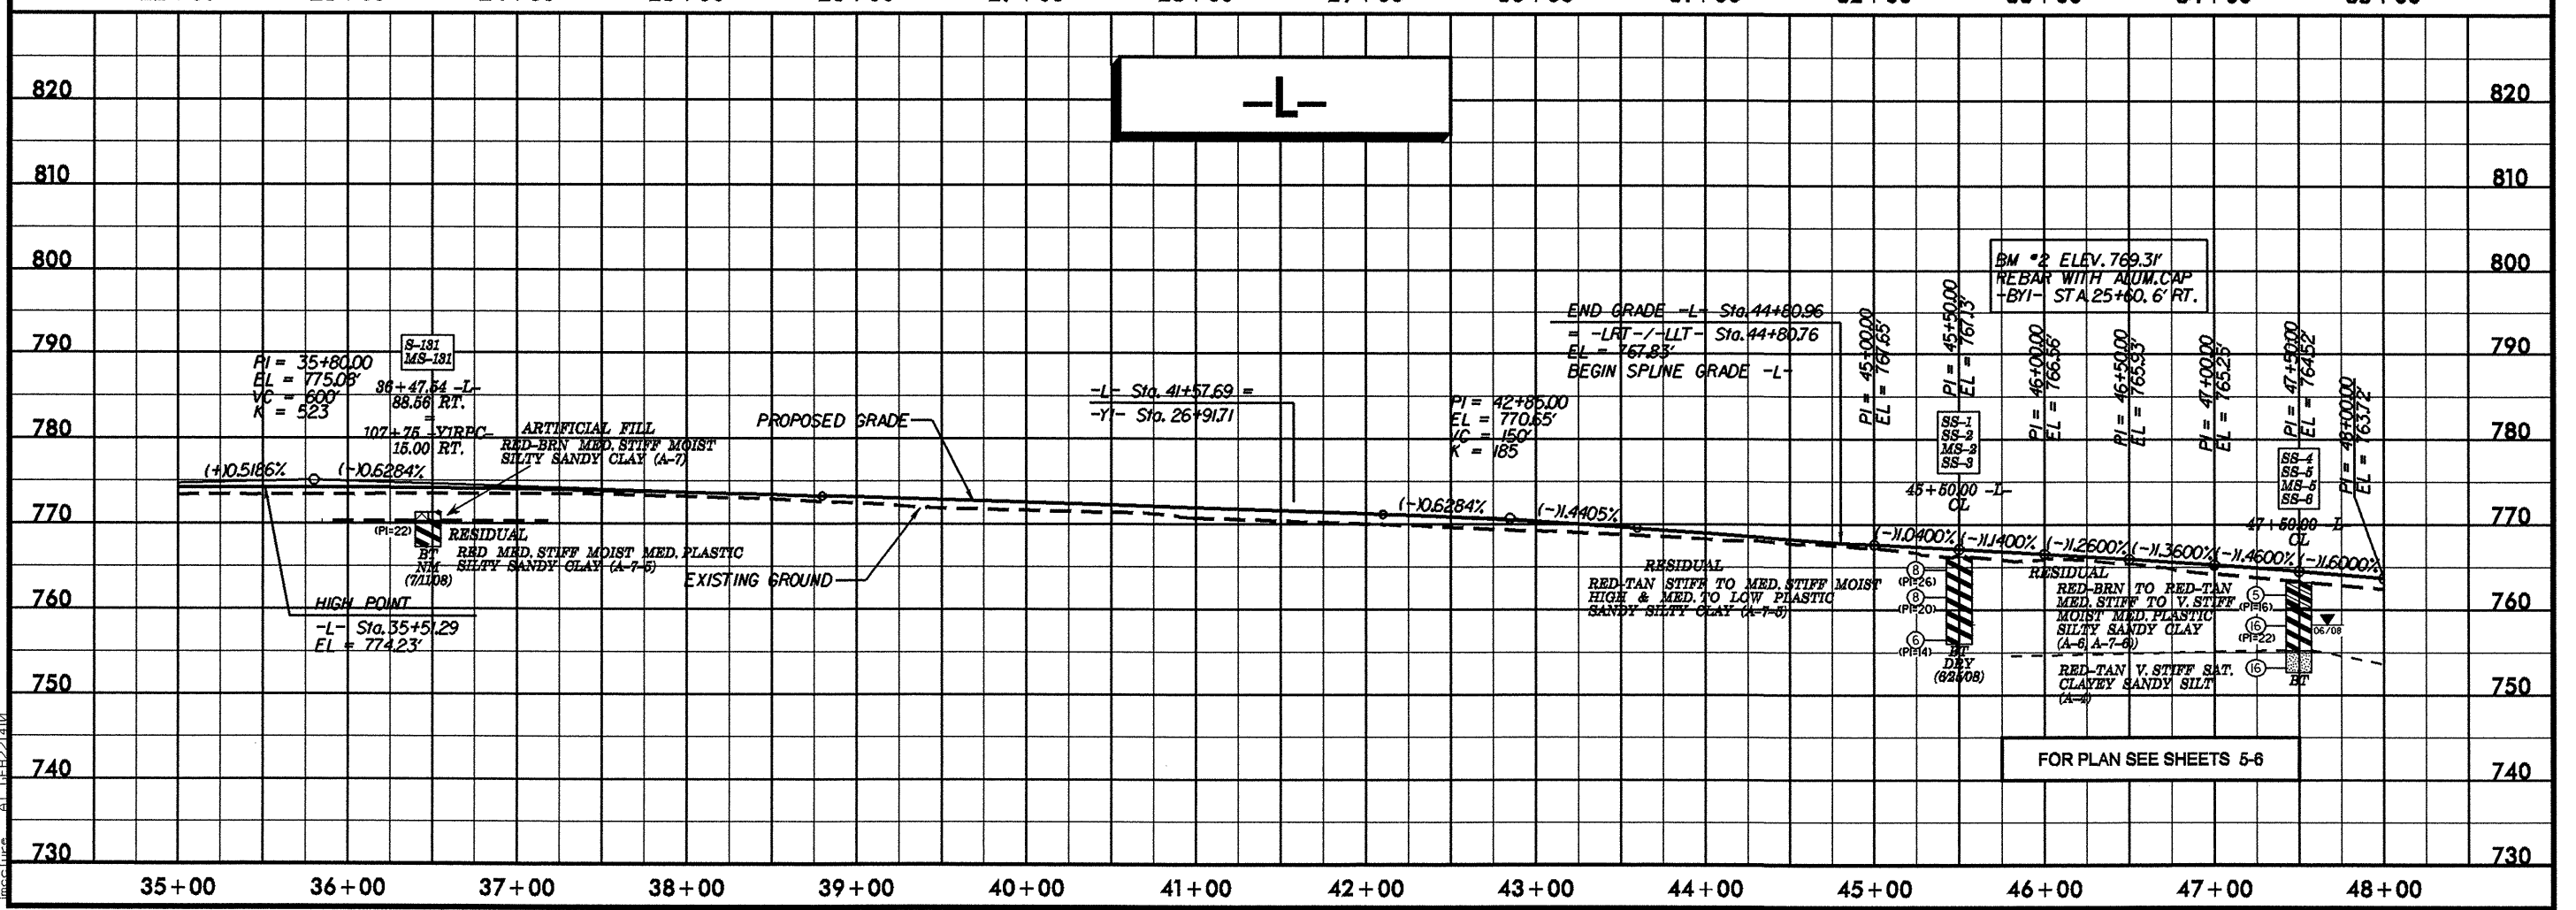 -L-
820
820
810
810
800
800
790
790
780
780
770
770
760
760
750
750
740
740
730
730
PI = 35+80.00
EL = 775.08'
VC = 600'
K = 523
S-131
MS-131
36+47.54 -L-
88.56 RT.
=
107+75 -Y1RPC-
15.00 RT.
(+)0.5186%
(-)0.6284%
ARTIFICIAL FILL
RED-BRN MED. STIFF MOIST
SILTY SANDY CLAY (A-7)
(PI=22)
RESIDUAL
RED MED. STIFF MOIST MED. PLASTIC
SILTY SANDY CLAY (A-7-5)
BT
NM
(7/11/08)
HIGH POINT
-L- Sta. 35+51.29
EL = 774.23'
PROPOSED GRADE
EXISTING GROUND
-L- Sta. 41+57.69 =
-Y1- Sta. 26+91.71
PI = 42+85.00
EL = 770.65'
VC = 150'
K = 185
(-)0.6284%
(-)1.4405%
END GRADE -L- Sta. 44+80.96
= -LRT-/-LLT- Sta. 44+80.76
EL = 767.83'
BEGIN SPLINE GRADE -L-
PI = 45+00.00
EL = 767.65'
PI = 45+50.00
EL = 767.13'
SS-1
SS-2
MS-2
SS-3
45+50.00 -L-
CL
BM #2 ELEV. 769.31'
REBAR WITH ALUM. CAP
-BY1- STA 25+60. 6' RT.
PI = 46+00.00
EL = 766.56'
PI = 46+50.00
EL = 765.93'
PI = 47+00.00
EL = 765.25'
PI = 47+50.00
EL = 764.52'
PI = 48+00.00
EL = 763.72'
SS-4
SS-5
MS-5
SS-6
47+50.00 -L-
CL
(-)1.0400%
(-)1.1400%
(-)1.2600%
(-)1.3600%
(-)1.4600%
(-)1.6000%
RESIDUAL
RED-TAN STIFF TO MED. STIFF MOIST
HIGH & MED. TO LOW PLASTIC
SANDY SILTY CLAY (A-7-5)
8
(PI=26)
8
(PI=20)
6
(PI=14)
BT
DRY
(6/25/08)
RESIDUAL
RED-BRN TO RED-TAN
MED. STIFF TO V. STIFF
MOIST MED. PLASTIC
SILTY SANDY CLAY
(A-6, A-7-6)
RED-TAN V. STIFF SAT.
CLAYEY SANDY SILT
(A-4)
5
(PI=16)
16
(PI=22)
16
06/08
BT
FOR PLAN SEE SHEETS 5-6
35+00
36+00
37+00
38+00
39+00
40+00
41+00
42+00
43+00
44+00
45+00
46+00
47+00
48+00